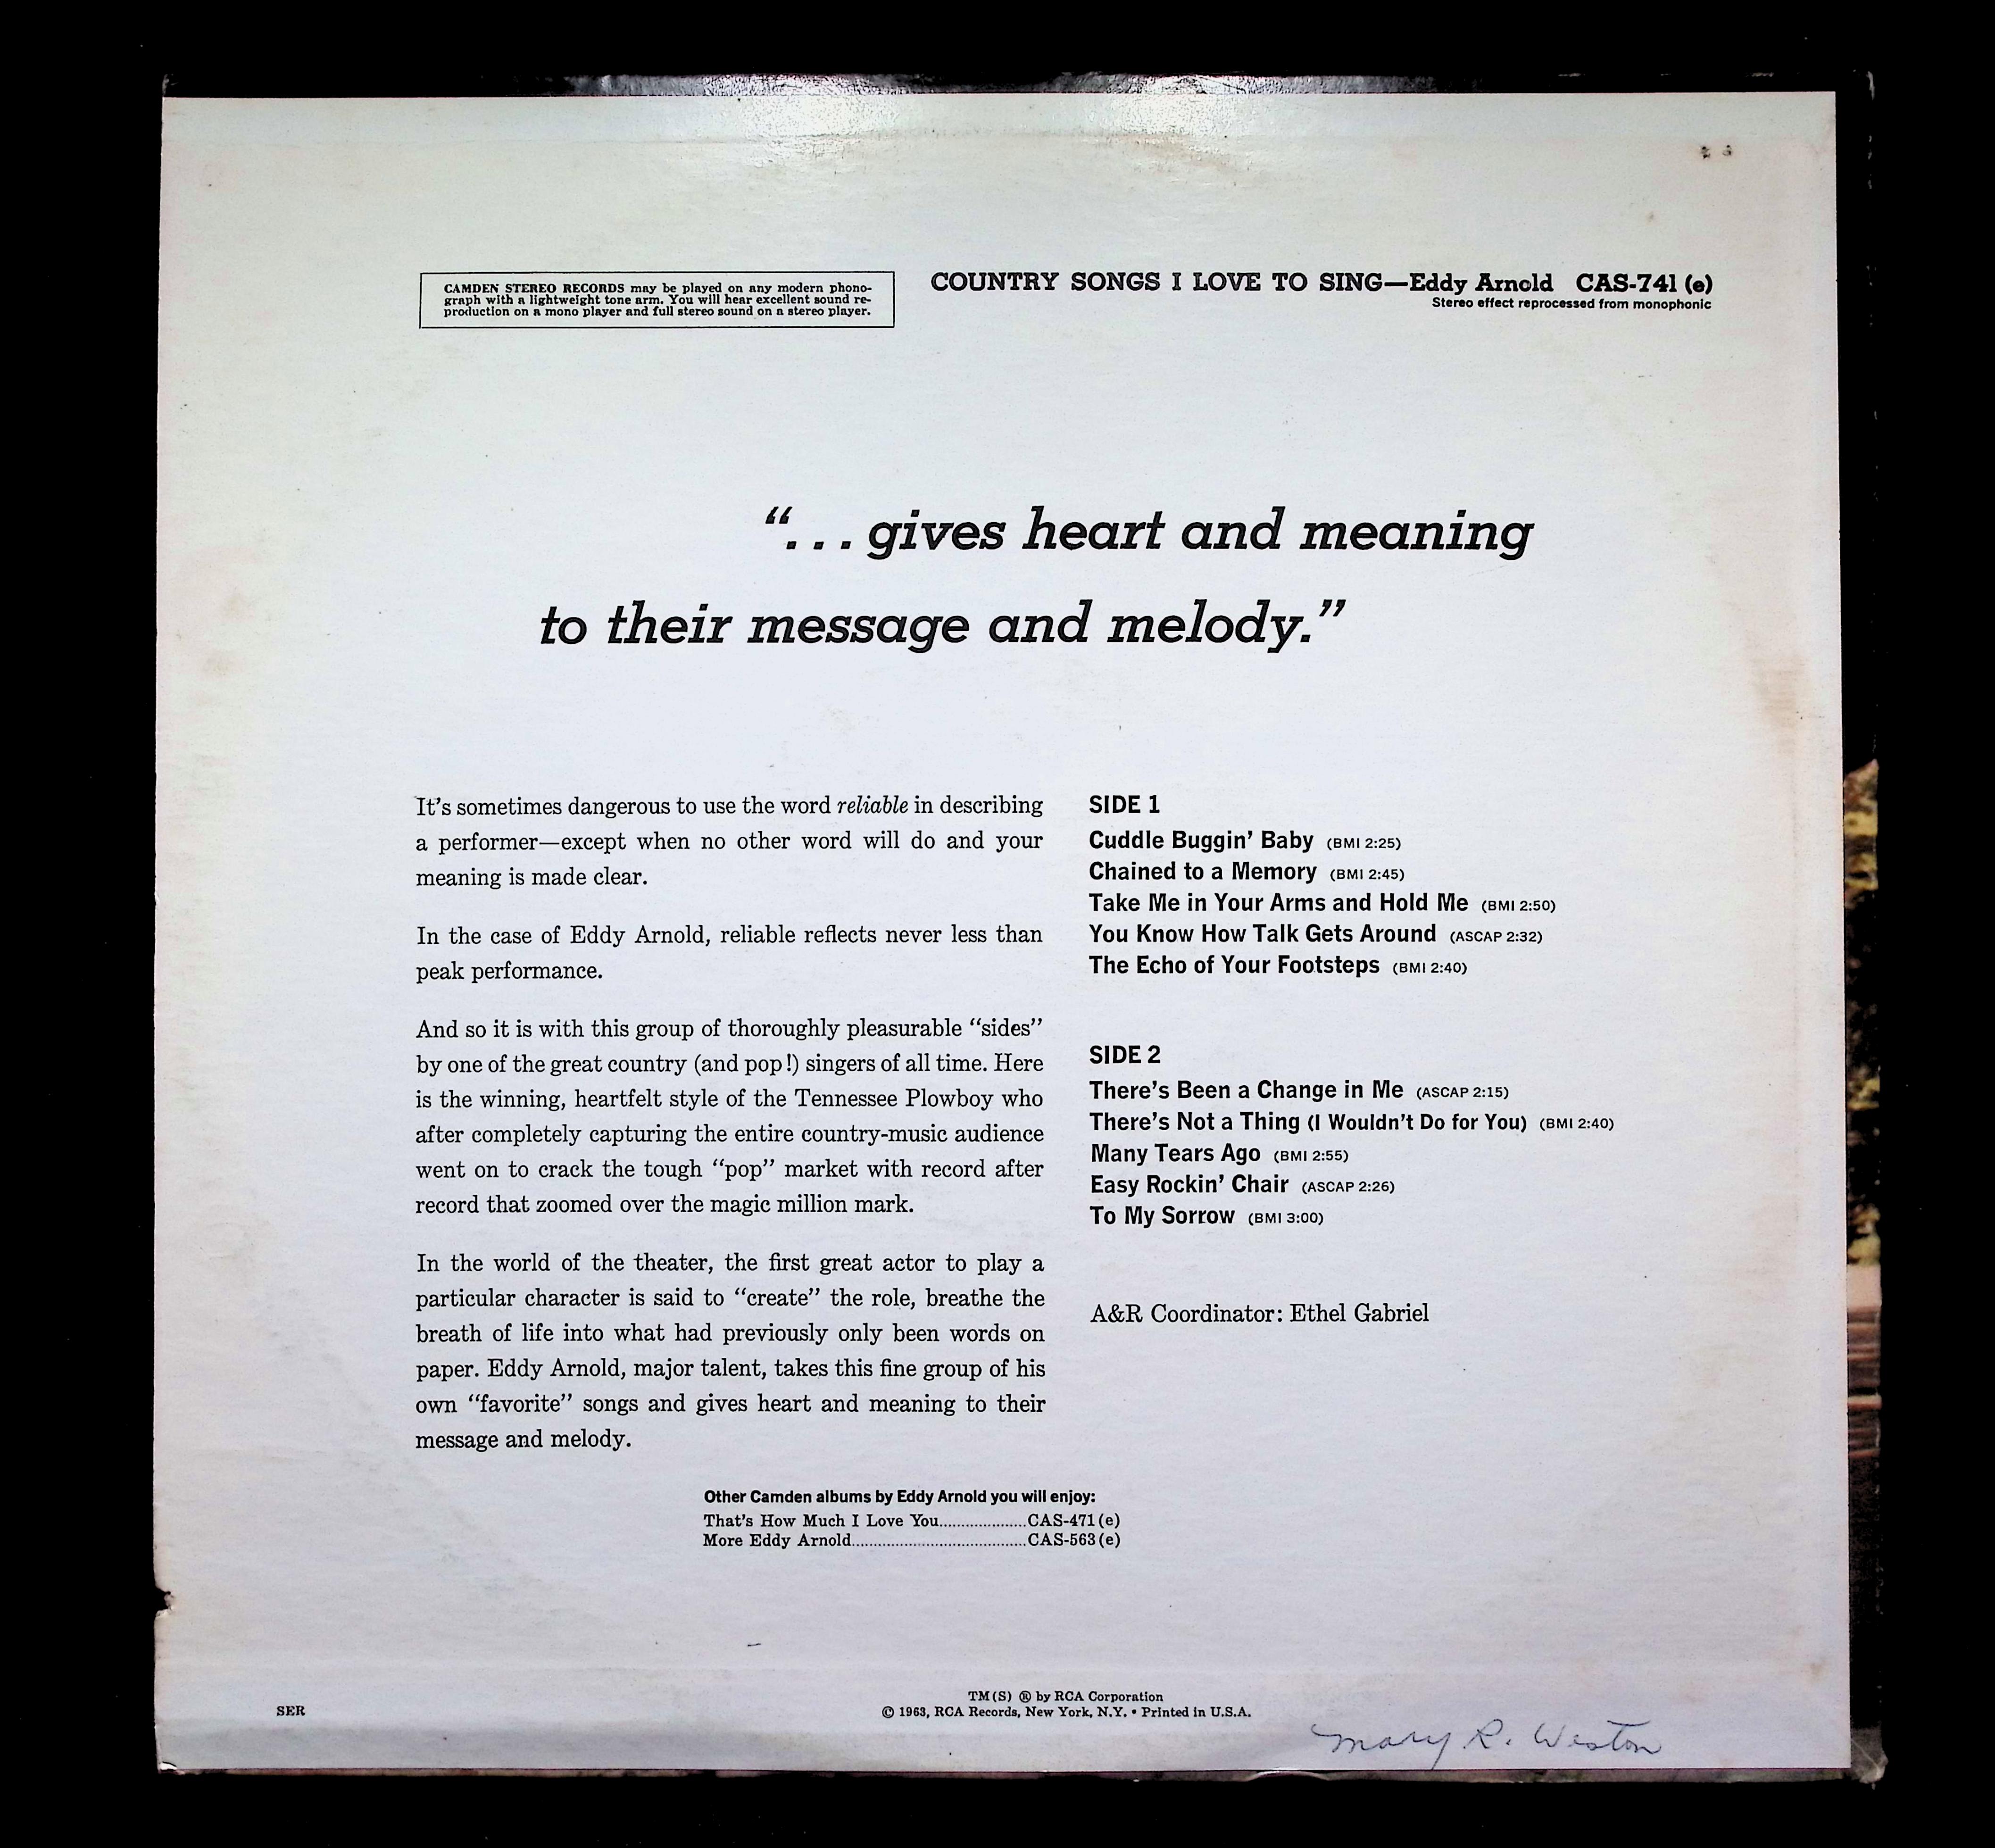 CAMDEN STEREO RECORDS may be played on any modern phono-
graph with a lightweight tone arm. You will hear excellent sound re-
production on a mono player and full stereo sound on a stereo player.
COUNTRY SONGS I LOVE TO SING—Eddy Arnold CAS-741 (e)
Stereo effect reprocessed from monophonic
“... gives heart and meaning
to their message and melody.”
It’s sometimes dangerous to use the word reliable in describing
a performer—except when no other word will do and your
meaning is made clear.
In the case of Eddy Arnold, reliable reflects never less than
peak performance.
And so it is with this group of thoroughly pleasurable “sides”
by one of the great country (and pop!) singers of all time. Here
is the winning, heartfelt style of the Tennessee Plowboy who
after completely capturing the entire country-music audience
went on to crack the tough “pop” market with record after
record that zoomed over the magic million mark.
In the world of the theater, the first great actor to play a
particular character is said to “create” the role, breathe the
breath of life into what had previously only been words on
paper. Eddy Arnold, major talent, takes this fine group of his
own “favorite” songs and gives heart and meaning to their
message and melody.
SIDE 1
Cuddle Buggin’ Baby (BMI 2:25)
Chained to a Memory (BMI 2:45)
Take Me in Your Arms and Hold Me (BMI 2:50)
You Know How Talk Gets Around (ASCAP 2:32)
The Echo of Your Footsteps (BMI 2:40)
SIDE 2
There’s Been a Change in Me (ASCAP 2:15)
There’s Not a Thing (I Wouldn’t Do for You) (BMI 2:40)
Many Tears Ago (BMI 2:55)
Easy Rockin’ Chair (ASCAP 2:26)
To My Sorrow (BMI 3:00)
A&R Coordinator: Ethel Gabriel
Other Camden albums by Eddy Arnold you will enjoy:
That’s How Much I Love You....................CAS-471 (e)
More Eddy Arnold........................................CAS-563 (e)
SER
TM(S) ® by RCA Corporation
© 1963, RCA Records, New York, N.Y. • Printed in U.S.A.
Mary R. Weston